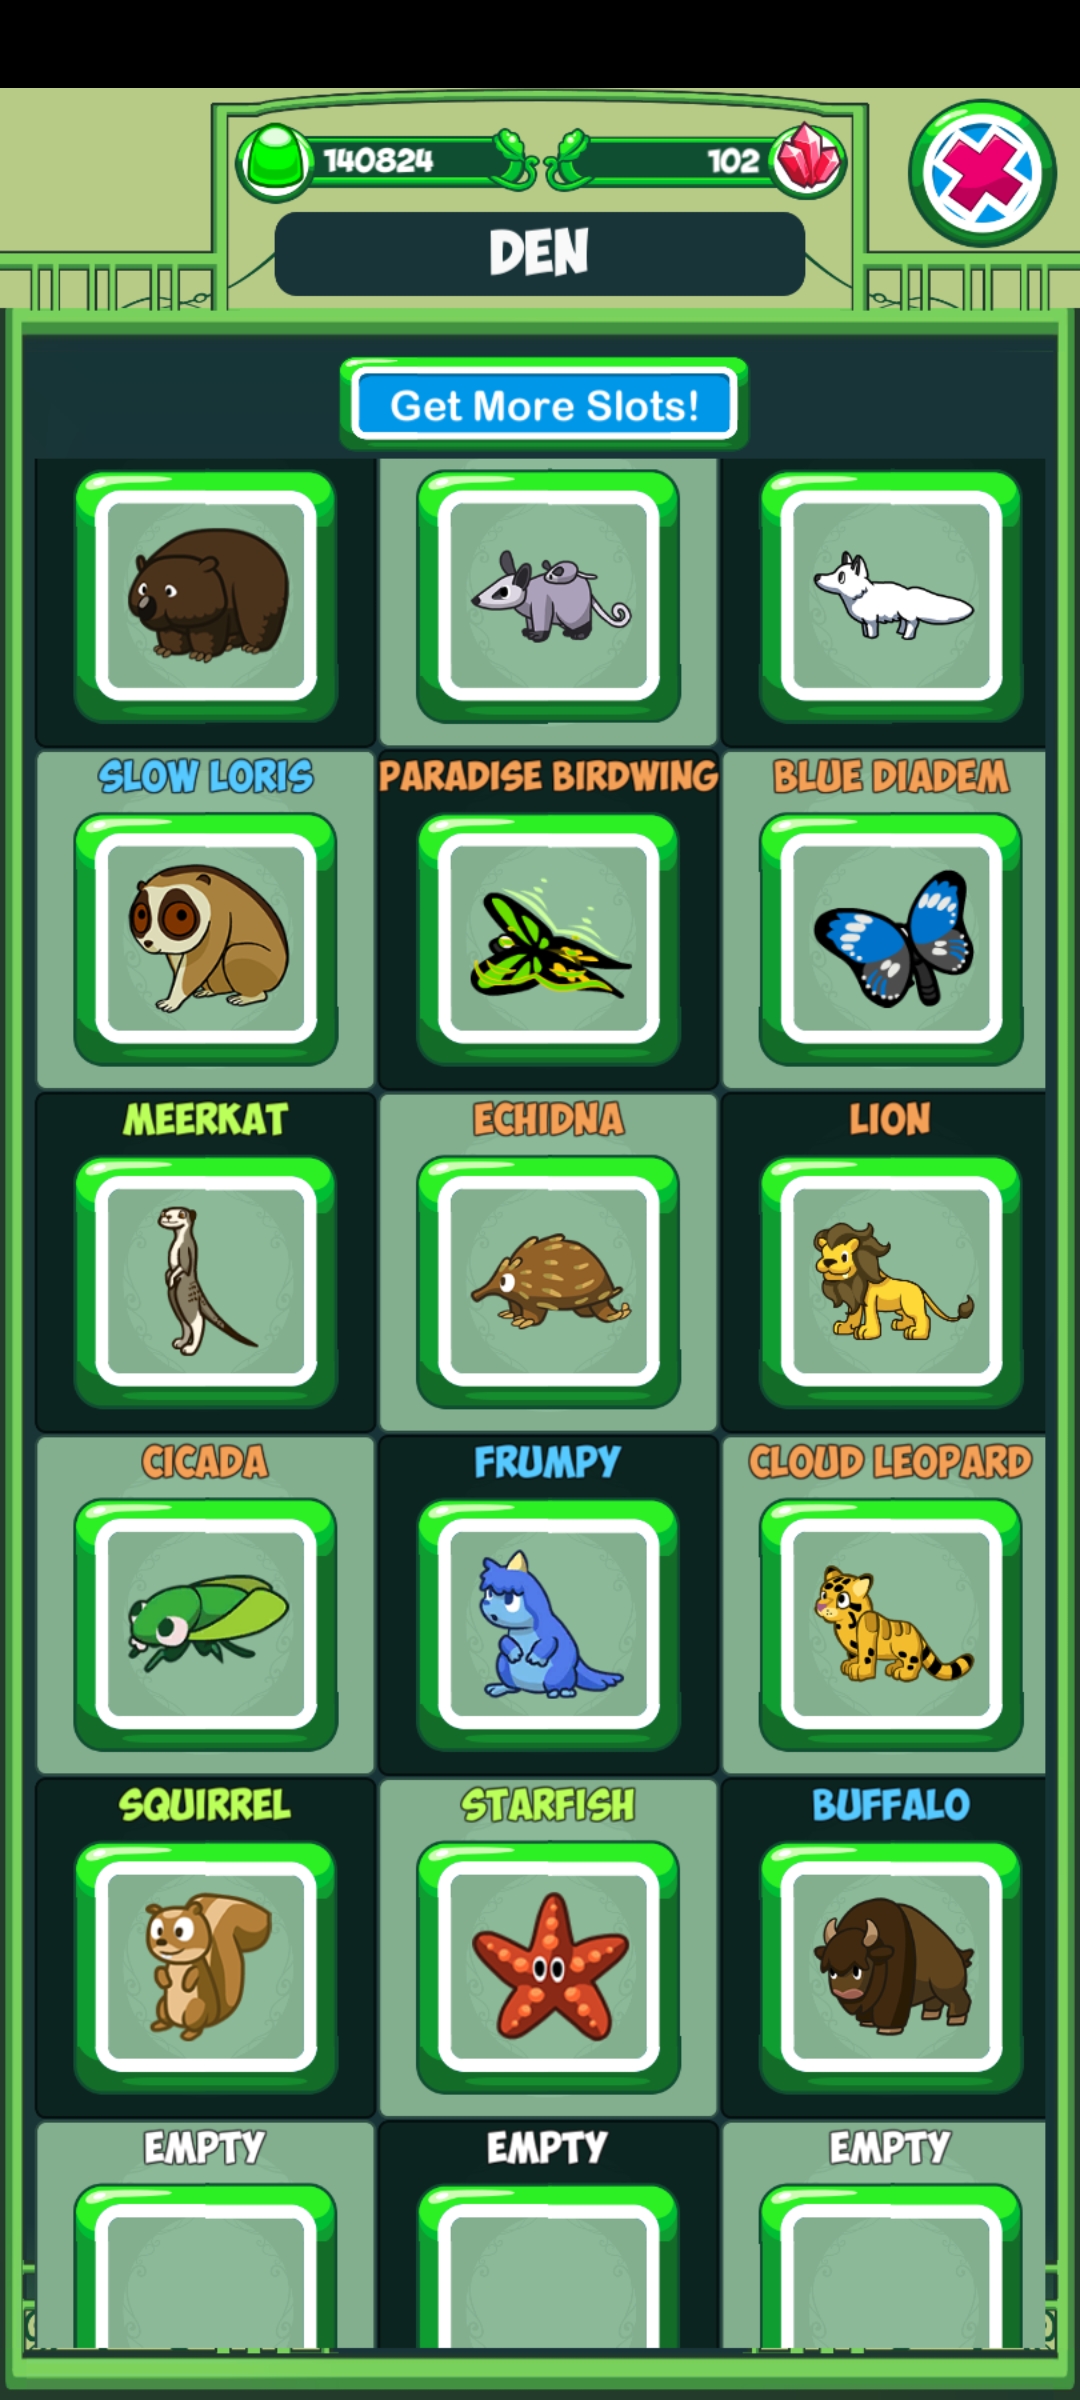 140824 102
DEN
Get More Slots!
SLOW LORIS PARADISE BIRDWING BLUE DIADEM
MEERKAT ECHIDNA LION
CICADA FRUMPY CLOUD LEOPARD
SQUIRREL STARFISH BUFFALO
EMPTY EMPTY EMPTY